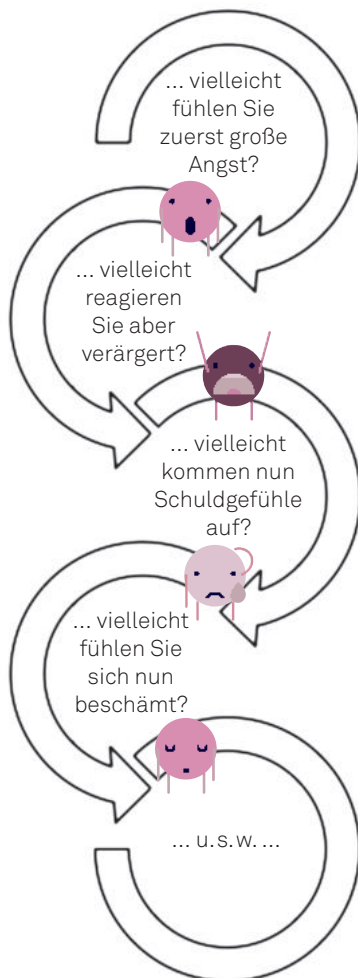 ... vielleicht
fühlen Sie
zuerst große
Angst?
... vielleicht
reagieren
Sie aber
verärgert?
... vielleicht
kommen nun
Schuldgefühle
auf?
... vielleicht
fühlen Sie
sich nun
beschämt?
... u.s.w. ...